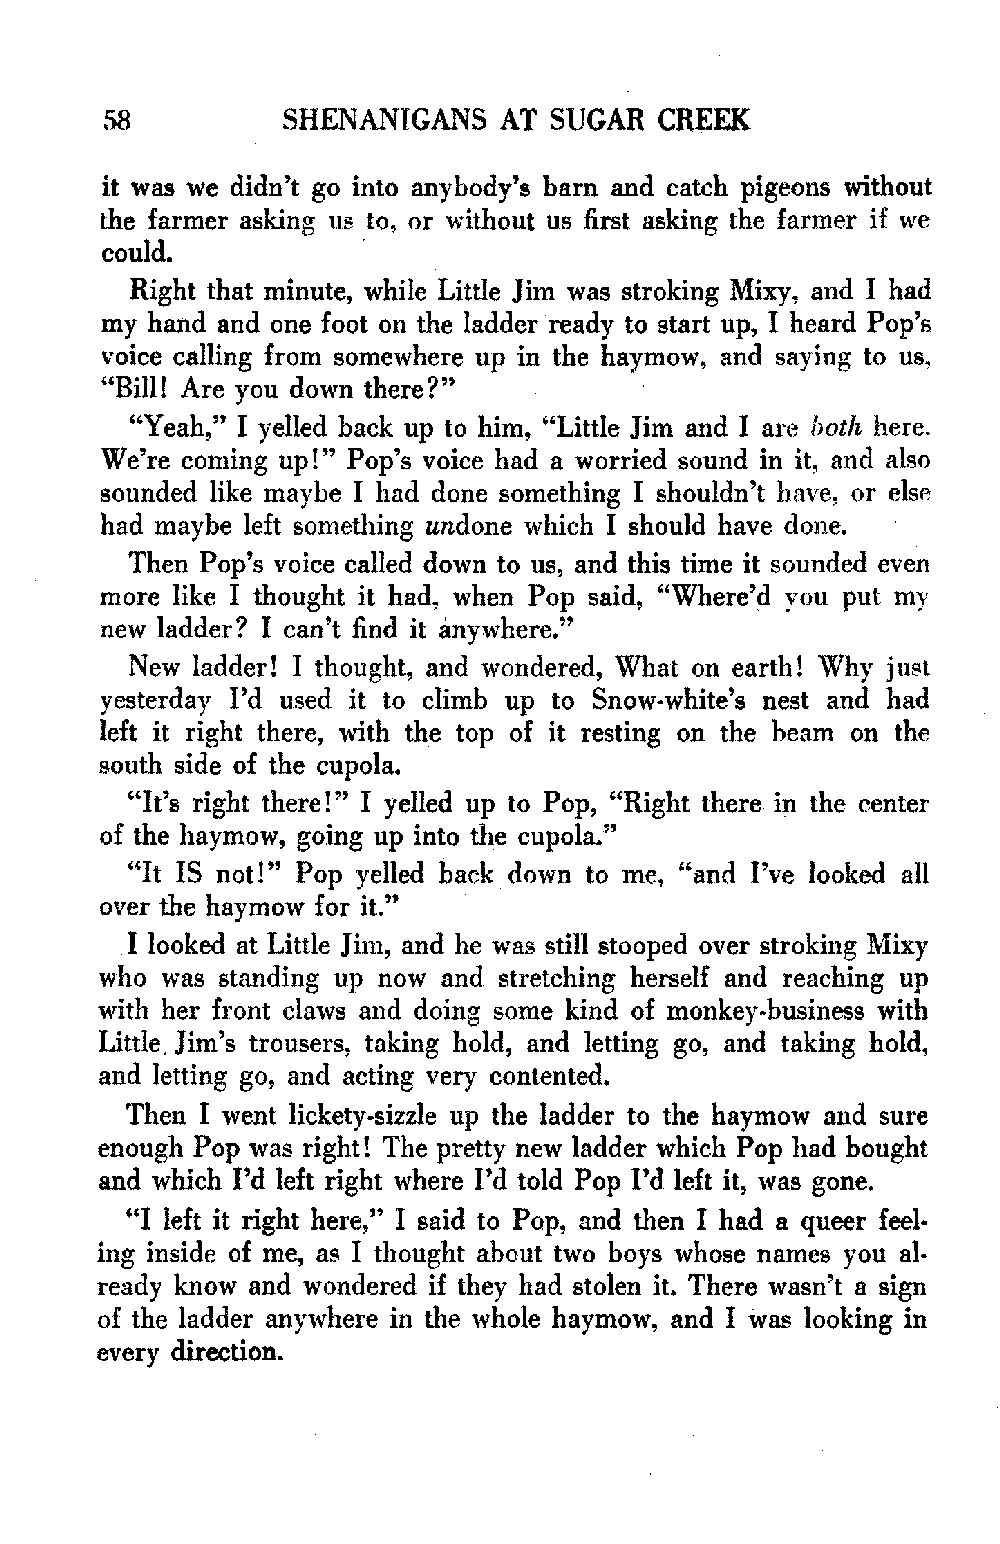 58 SHENANIGANS AT SUGAR CREEK
it was we didn't go into anybody's barn and catch pigeons without
the farmer asking us to, or without us first asking the farmer if we
could.
Right that minute, while Little Jim was stroking Mixy, and I had
my hand and one foot on the ladder ready to start up, I heard Pop's
voice calling from somewhere up in the haymow, and saying to us,
“Bill! Are you down there?”
“Yeah,” I yelled back up to him, “Little Jim and I are both here.
We're coming up!” Pop's voice had a worried sound in it, and also
sounded like maybe I had done something I shouldn't have, or else
had maybe left something undone which I should have done.
Then Pop's voice called down to us, and this time it sounded even
more like I thought it had, when Pop said, “Where'd you put my
new ladder? I can't find it anywhere.”
New ladder! I thought, and wondered, What on earth! Why just
yesterday I'd used it to climb up to Snow-white's nest and had
left it right there, with the top of it resting on the beam on the
south side of the cupola.
“It's right there!” I yelled up to Pop, “Right there in the center
of the haymow, going up into the cupola.”
“It IS not!” Pop yelled back down to me, “and I've looked all
over the haymow for it.”
I looked at Little Jim, and he was still stooped over stroking Mixy
who was standing up now and stretching herself and reaching up
with her front claws and doing some kind of monkey-business with
Little Jim's trousers, taking hold, and letting go, and taking hold,
and letting go, and acting very contented.
Then I went lickety-sizzle up the ladder to the haymow and sure
enough Pop was right! The pretty new ladder which Pop had bought
and which I'd left right where I'd told Pop I'd left it, was gone.
“I left it right here,” I said to Pop, and then I had a queer feel-
ing inside of me, as I thought about two boys whose names you al-
ready know and wondered if they had stolen it. There wasn't a sign
of the ladder anywhere in the whole haymow, and I was looking in
every direction.